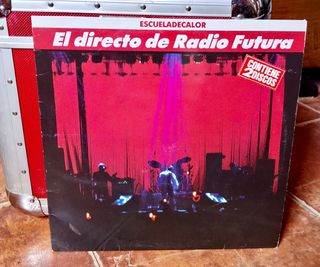 ESCUELADECALOR
El directo de Radio Futura
CONTIENE
2 DISCOS